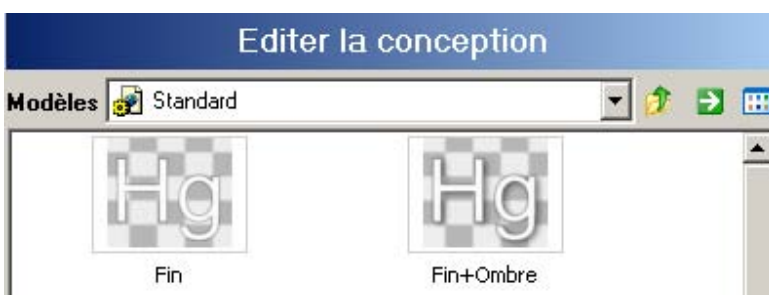 Editer la conception
Modèles Standard
Hg Hg
Fin Fin+Ombre